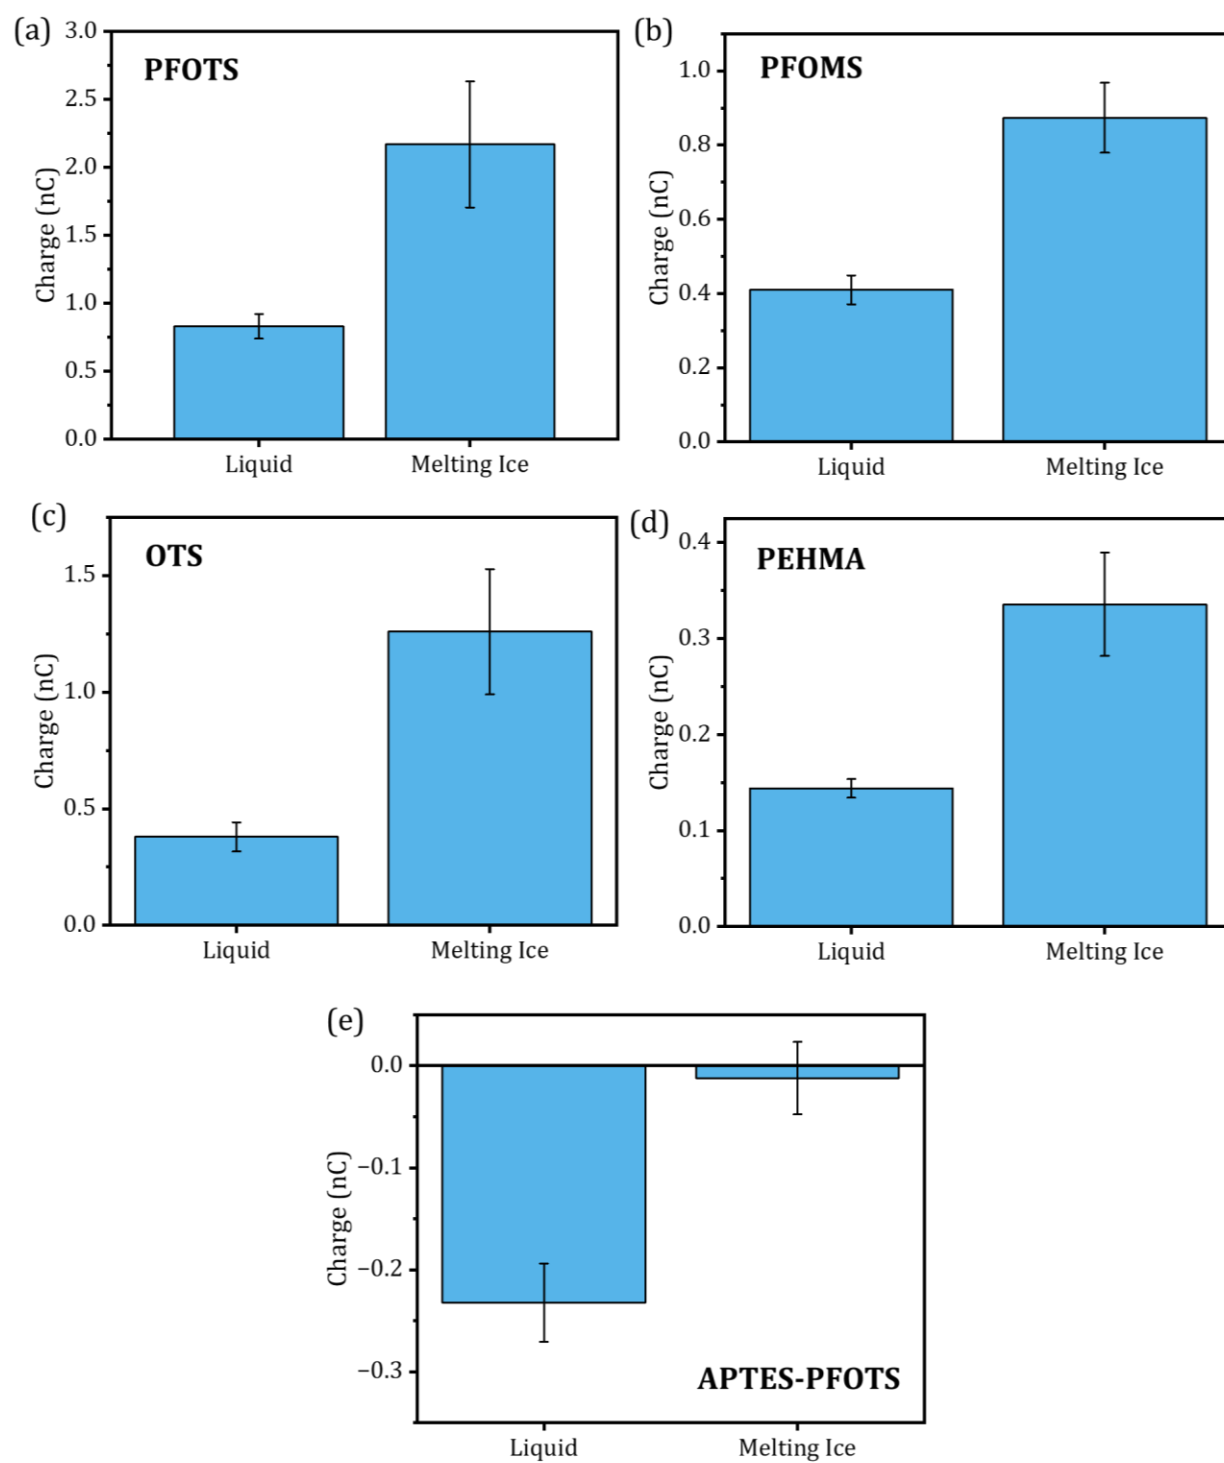 (a)
PFOTS
Charge (nC)
3.0
2.5
2.0
1.5
1.0
0.5
0.0
Liquid
Melting Ice
(b)
PFOMS
Charge (nC)
1.0
0.8
0.6
0.4
0.2
0.0
Liquid
Melting Ice
(c)
OTS
Charge (nC)
1.5
1.0
0.5
0.0
Liquid
Melting Ice
(d)
PEHMA
Charge (nC)
0.4
0.3
0.2
0.1
0.0
Liquid
Melting Ice
(e)
Charge (nC)
0.0
−0.1
−0.2
−0.3
APTES-PFOTS
Liquid
Melting Ice